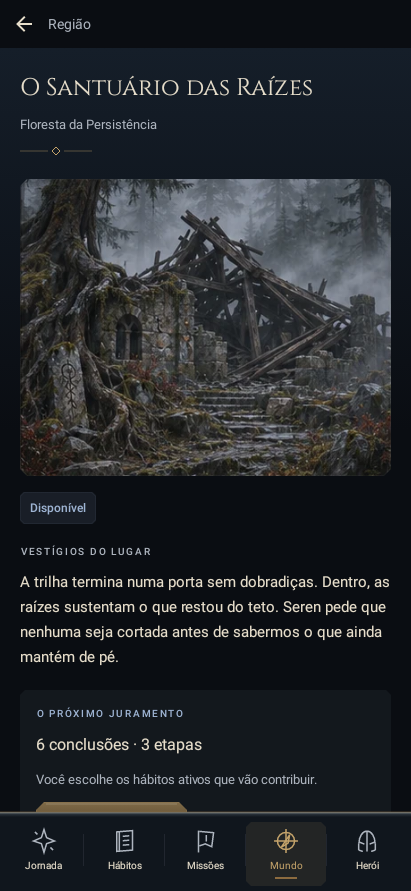 Região
O Santuário das Raízes
Floresta da Persistência
Disponível
VESTÍGIOS DO LUGAR
A trilha termina numa porta sem dobradiças. Dentro, as
raízes sustentam o que restou do teto. Seren pede que
nenhuma seja cortada antes de sabermos o que ainda
mantém de pé.
O PRÓXIMO JURAMENTO
6 conclusões · 3 etapas
Você escolhe os hábitos ativos que vão contribuir.
Jornada
Hábitos
Missões
Mundo
Herói